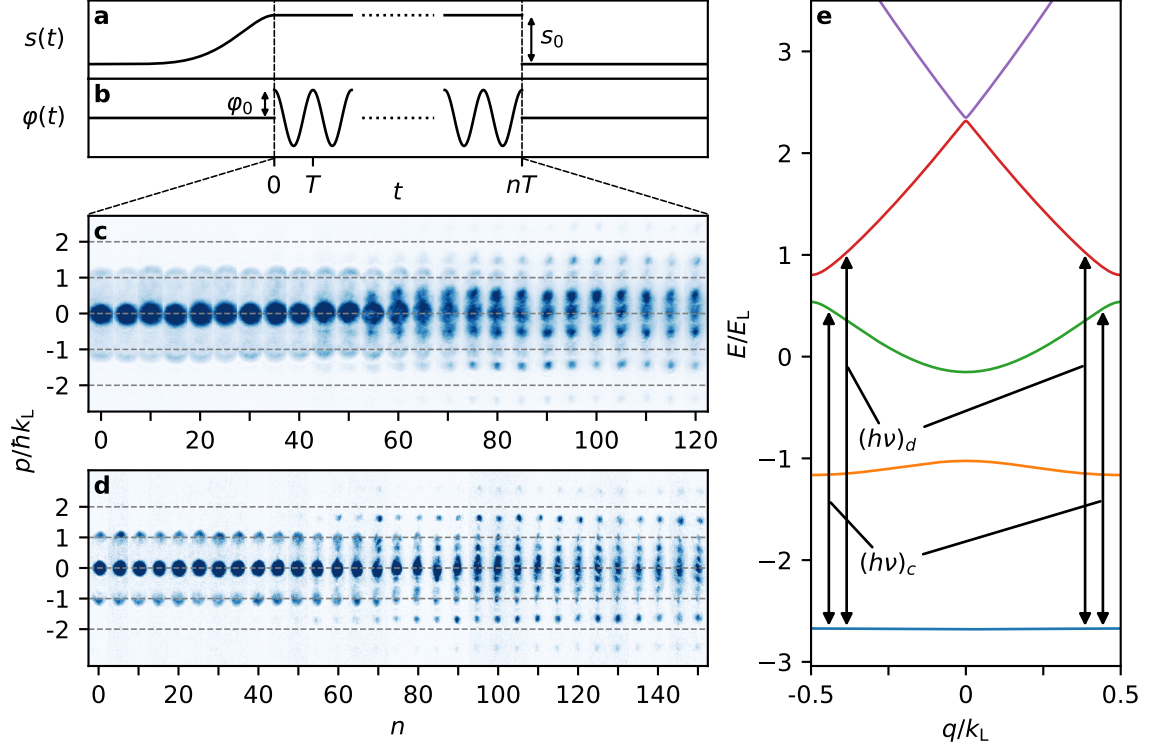 a
s(t)
s₀
b
φ(t)
φ₀
0 T t nT
c
2
1
0
-1
-2
0 20 40 60 80 100 120
p/ħk_L
d
2
1
0
-1
-2
0 20 40 60 80 100 120 140
n
e
3
2
1
0
−1
−2
−3
E/E_L
(hν)_d
(hν)_c
-0.5 0 0.5
q/k_L